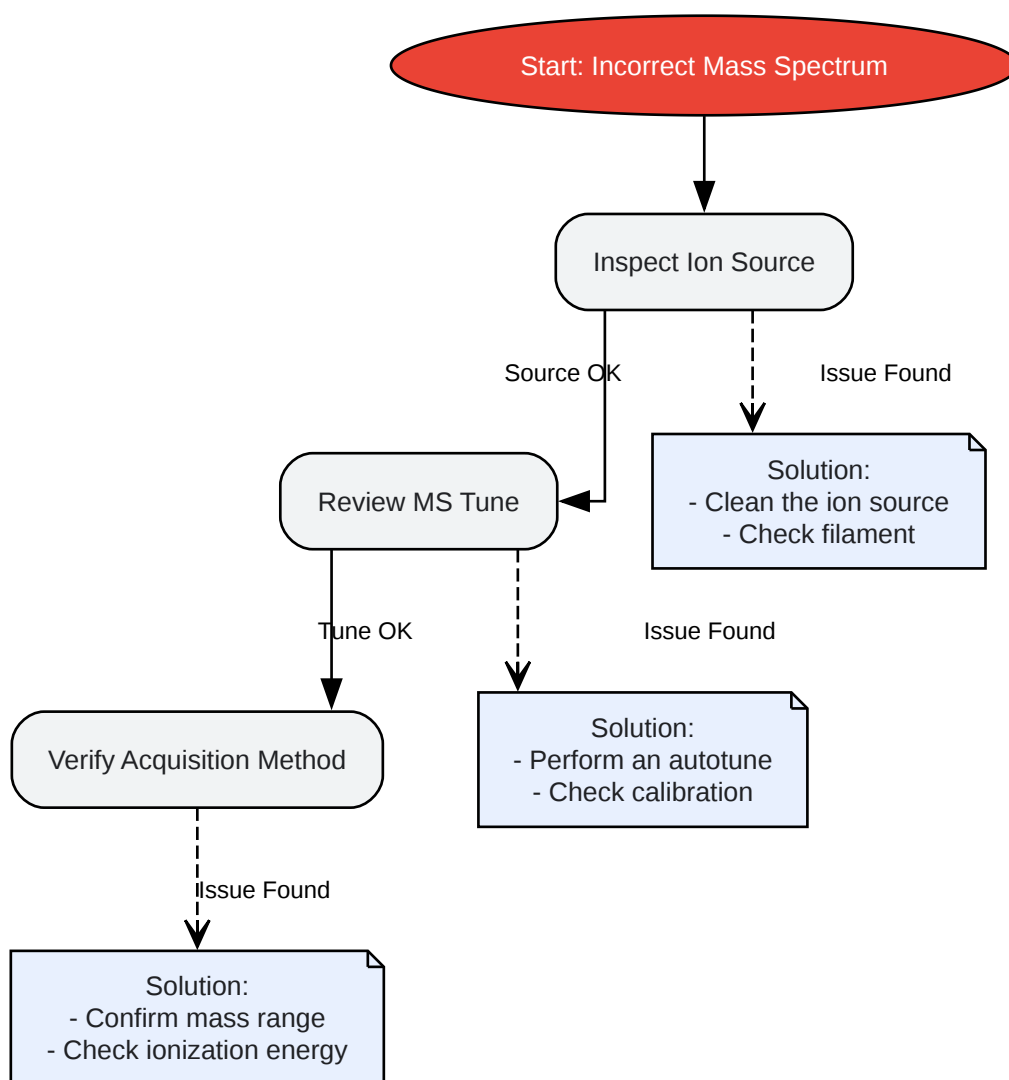 Start: Incorrect Mass Spectrum
Inspect Ion Source
Source OK
Issue Found
Solution:
- Clean the ion source
- Check filament
Review MS Tune
Tune OK
Issue Found
Solution:
- Perform an autotune
- Check calibration
Verify Acquisition Method
Issue Found
Solution:
- Confirm mass range
- Check ionization energy